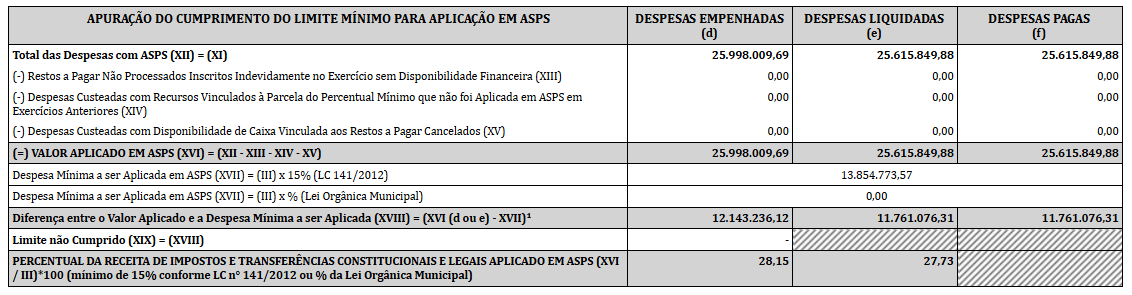 APURAÇÃO DO CUMPRIMENTO DO LIMITE MÍNIMO PARA APLICAÇÃO EM ASPS DESPESAS EMPENHADAS (d) DESPESAS LIQUIDADAS (e) DESPESAS PAGAS (f)
Total das Despesas com ASPS (XII) = (XI) 25.998.009,69 25.615.849,88 25.615.849,88
(-) Restos a Pagar Não Processados Inscritos Indevidamente no Exercício sem Disponibilidade Financeira (XIII) 0,00 0,00 0,00
(-) Despesas Custeadas com Recursos Vinculados à Parcela do Percentual Mínimo que não foi Aplicada em ASPS em 0,00 0,00 0,00
Exercícios Anteriores (XIV)
(-) Despesas Custeadas com Disponibilidade de Caixa Vinculada aos Restos a Pagar Cancelados (XV) 0,00 0,00 0,00
(=) VALOR APLICADO EM ASPS (XVI) = (XII - XIII - XIV - XV) 25.998.009,69 25.615.849,88 25.615.849,88
Despesa Mínima a ser Aplicada em ASPS (XVII) = (III) x 15% (LC 141/2012) 13.854.773,57
Despesa Mínima a ser Aplicada em ASPS (XVII) = (III) x % (Lei Orgânica Municipal) 0,00
Diferença entre o Valor Aplicado e a Despesa Mínima a ser Aplicada (XVIII) = (XVI (d ou e) - XVII)¹ 12.143.236,12 11.761.076,31 11.761.076,31
Limite não Cumprido (XIX) = (XVIII) -
PERCENTUAL DA RECEITA DE IMPOSTOS E TRANSFERÊNCIAS CONSTITUCIONAIS E LEGAIS APLICADO EM ASPS (XVI 28,15 27,73
/ III)*100 (mínimo de 15% conforme LC n° 141/2012 ou % da Lei Orgânica Municipal)